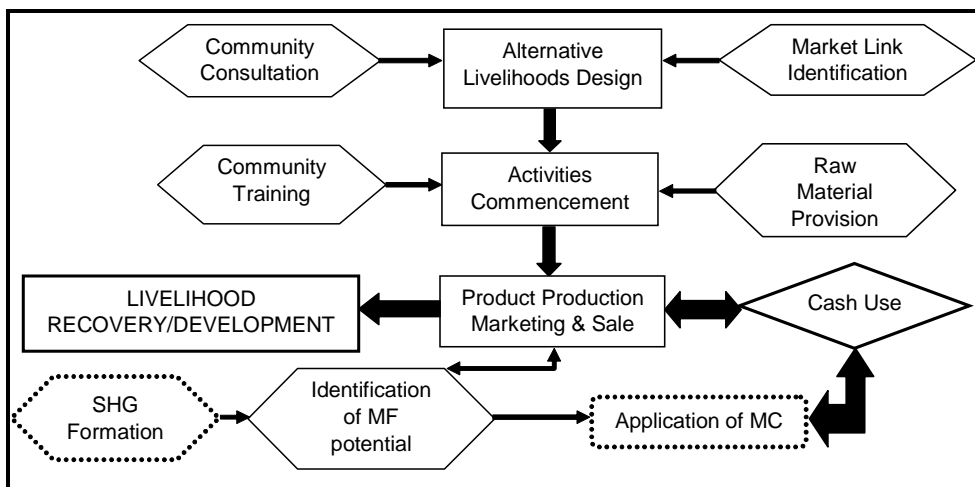 Community
Consultation
Alternative
Livelihoods Design
Market Link
Identification
Community
Training
Activities
Commencement
Raw
Material
Provision
LIVELIHOOD
RECOVERY/DEVELOPMENT
Product Production
Marketing & Sale
Cash Use
SHG
Formation
Identification
of MF
potential
Application of MC